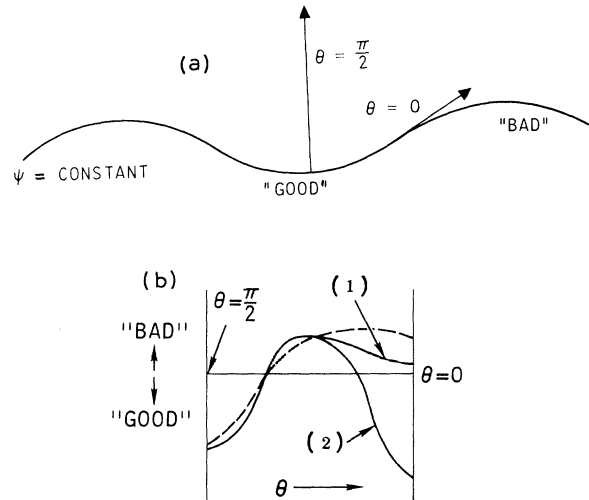 (a)
θ = π/2
θ = 0
"BAD"
ψ = CONSTANT
"GOOD"
(b)
(1)
θ = π/2
"BAD"
θ=0
"GOOD"
(2)
θ